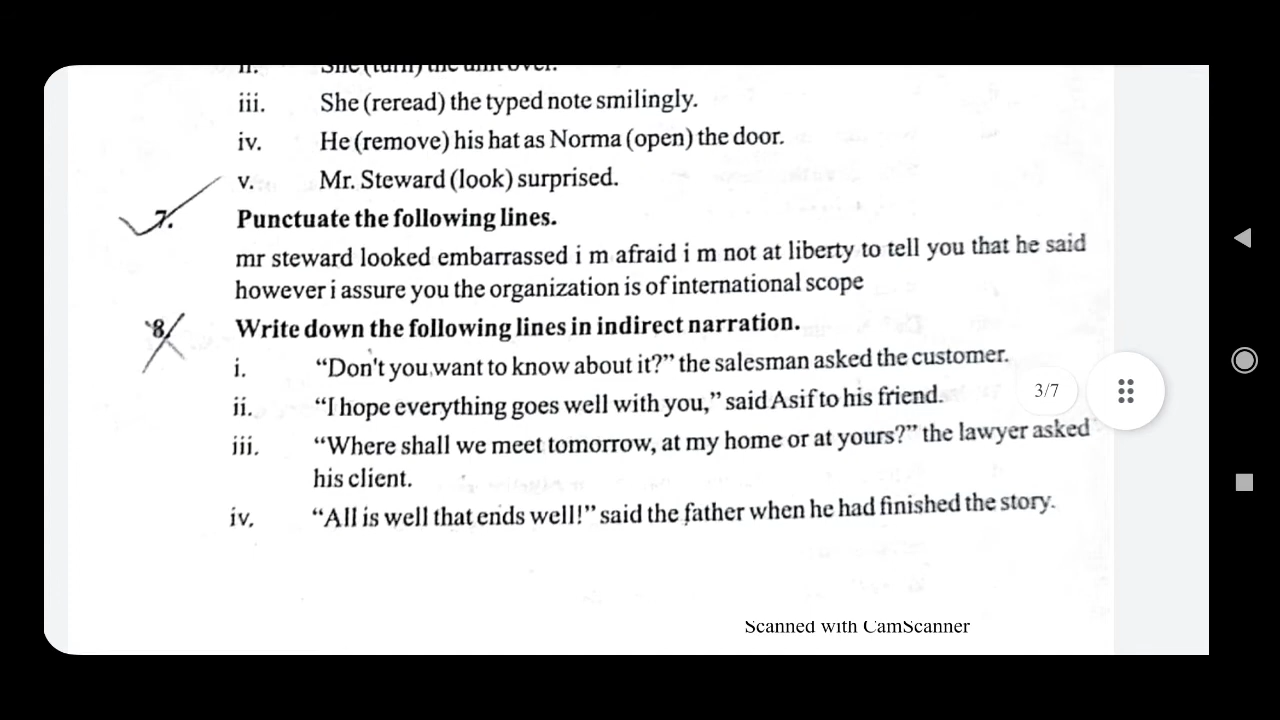 ii. She (turn) the unit over.
iii. She (reread) the typed note smilingly.
iv. He (remove) his hat as Norma (open) the door.
v. Mr. Steward (look) surprised.
7. Punctuate the following lines.
mr steward looked embarrassed i m afraid i m not at liberty to tell you that he said
however i assure you the organization is of international scope
8. Write down the following lines in indirect narration.
i. “Don't you want to know about it?” the salesman asked the customer.
ii. “I hope everything goes well with you,” said Asif to his friend.
3/7
iii. “Where shall we meet tomorrow, at my home or at yours?” the lawyer asked
his client.
iv. “All is well that ends well!” said the father when he had finished the story.
Scanned with CamScanner